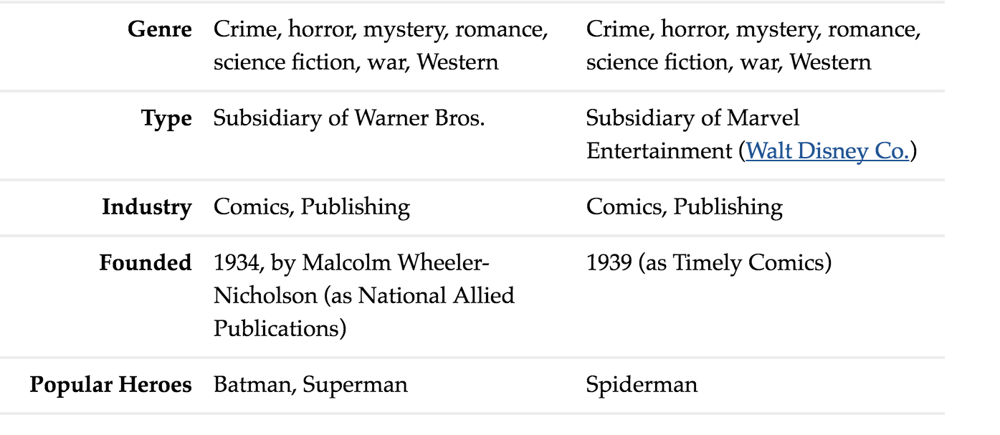 Genre Crime, horror, mystery, romance, Crime, horror, mystery, romance,
science fiction, war, Western science fiction, war, Western
Type Subsidiary of Warner Bros. Subsidiary of Marvel
Entertainment (Walt Disney Co.)
Industry Comics, Publishing Comics, Publishing
Founded 1934, by Malcolm Wheeler- 1939 (as Timely Comics)
Nicholson (as National Allied
Publications)
Popular Heroes Batman, Superman Spiderman